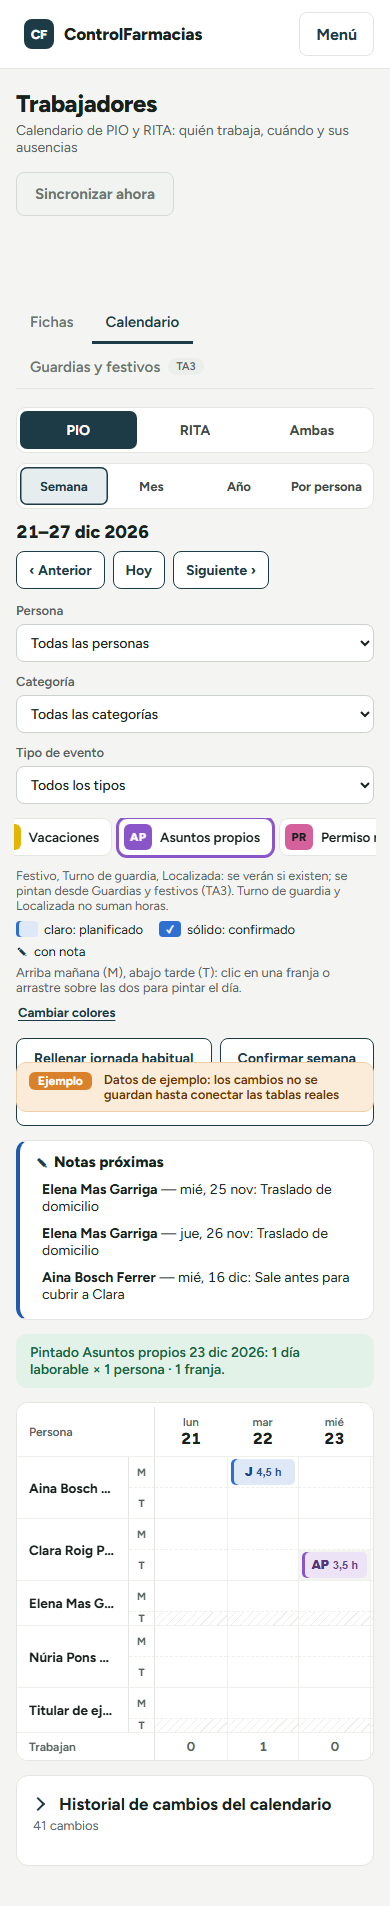 CF ControlFarmacias Menú
Trabajadores
Calendario de PIO y RITA: quién trabaja, cuándo y sus
ausencias
Sincronizar ahora
Fichas Calendario
Guardias y festivos TA3
PIO RITA Ambas
Semana Mes Año Por persona
21–27 dic 2026
‹ Anterior Hoy Siguiente ›
Persona
Todas las personas
Categoría
Todas las categorías
Tipo de evento
Todos los tipos
Vacaciones AP Asuntos propios PR Permiso
Festivo, Turno de guardia, Localizada: se verán si existen; se
pintan desde Guardias y festivos (TA3). Turno de guardia y
Localizada no suman horas.
claro: planificado sólido: confirmado
con nota
Arriba mañana (M), abajo tarde (T): clic en una franja o
arrastre sobre las dos para pintar el día.
Cambiar colores
Rellenar jornada habitual Confirmar semana
Ejemplo Datos de ejemplo: los cambios no se
guardan hasta conectar las tablas reales
Notas próximas
Elena Mas Garriga — mié, 25 nov: Traslado de
domicilio
Elena Mas Garriga — jue, 26 nov: Traslado de
domicilio
Aina Bosch Ferrer — mié, 16 dic: Sale antes para
cubrir a Clara
Pintado Asuntos propios 23 dic 2026: 1 día
laborable × 1 persona · 1 franja.
Persona lun 21 mar 22 mié 23
Aina Bosch ... M J 4,5 h
T
Clara Roig P... M
T AP 3,5 h
Elena Mas G... M
T
Núria Pons ... M
T
Titular de ej... M
T
Trabajan 0 1 0
Historial de cambios del calendario
41 cambios